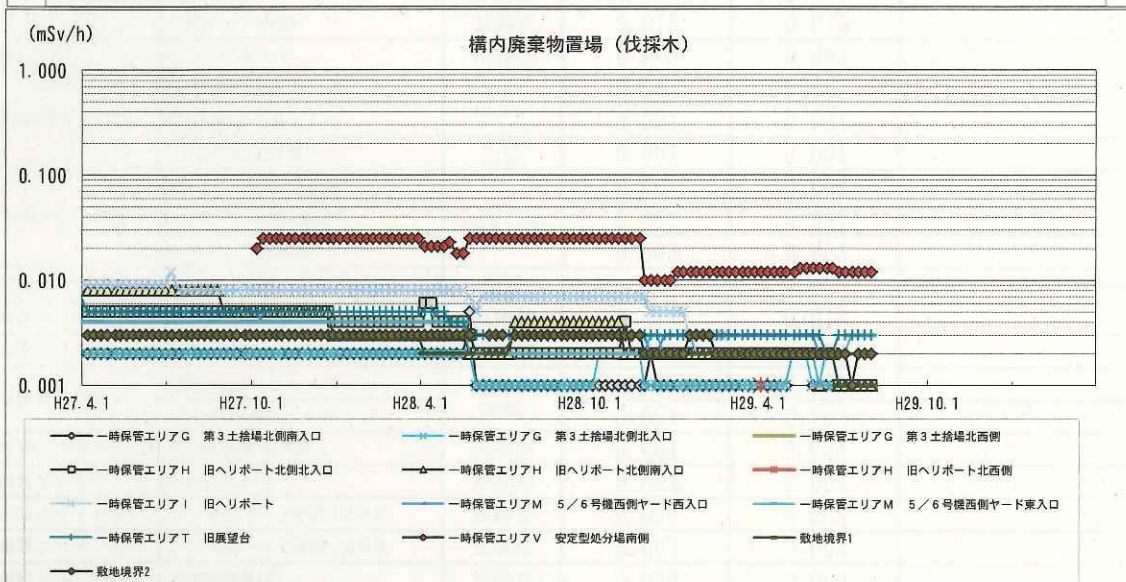 (mSv/h)
構内廃棄物置場（伐採木）
1.000
0.100
0.010
0.001
H27.4.1 H27.10.1 H28.4.1 H28.10.1 H29.4.1 H29.10.1
一時保管エリアＧ 第３土捨場北側南入口 一時保管エリアＧ 第３土捨場北側北入口 一時保管エリアＧ 第３土捨場北西側
一時保管エリアＨ 旧ヘリポート北側北入口 一時保管エリアＨ 旧ヘリポート北側南入口 一時保管エリアＨ 旧ヘリポート北西側
一時保管エリアＩ 旧ヘリポート 一時保管エリアＭ ５／６号機西側ヤード西入口 一時保管エリアＭ ５／６号機西側ヤード東入口
一時保管エリアＴ 旧展望台 一時保管エリアＶ 安定型処分場南側 敷地境界1
敷地境界2